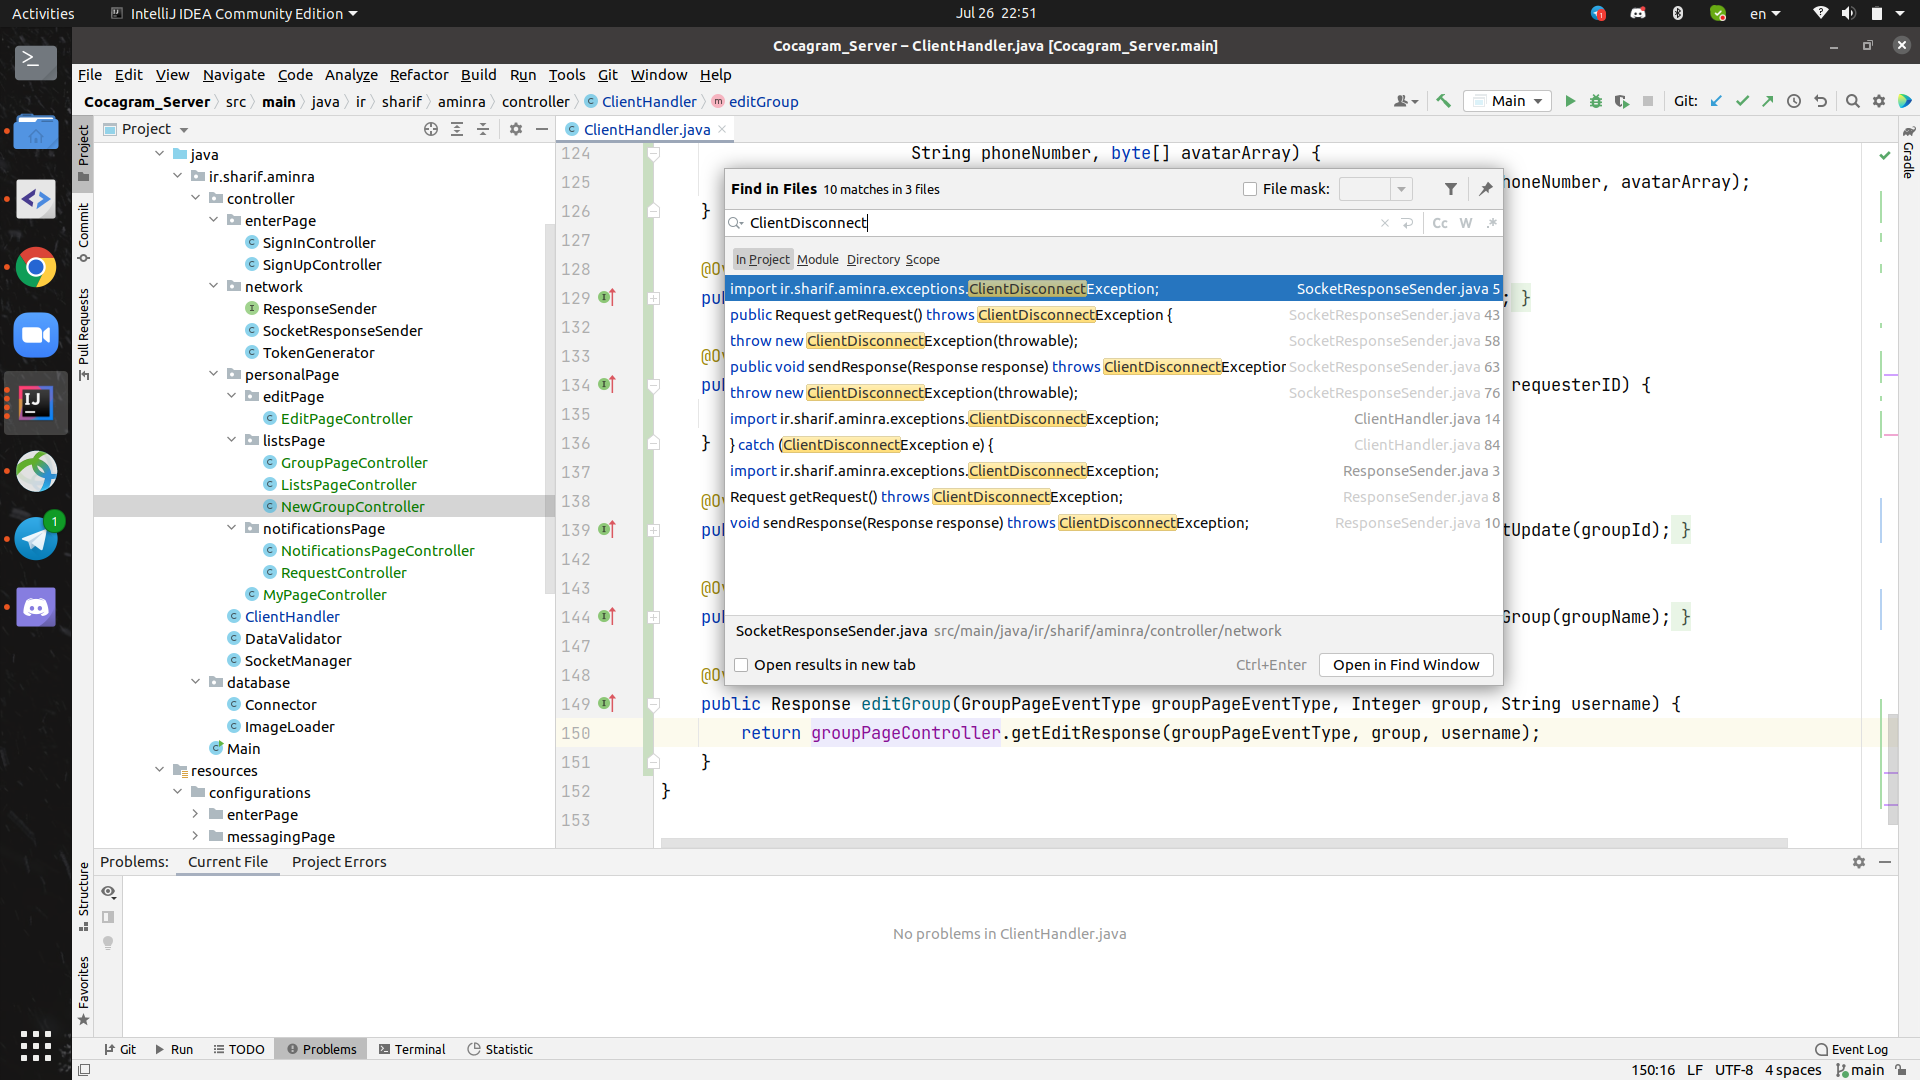 Activities
IntelliJ IDEA Community Edition
Jul 26 22:51
en
Cocagram_Server – ClientHandler.java [Cocagram_Server.main]
File Edit View Navigate Code Analyze Refactor Build Run Tools Git Window Help
Cocagram_Server src main java ir sharif aminra controller ClientHandler editGroup
Main
Git:
Project
ClientHandler.java
java
ir.sharif.aminra
controller
enterPage
SignInController
SignUpController
network
ResponseSender
SocketResponseSender
TokenGenerator
personalPage
editPage
EditPageController
listsPage
GroupPageController
ListsPageController
NewGroupController
notificationsPage
NotificationsPageController
RequestController
MyPageController
ClientHandler
DataValidator
SocketManager
database
Connector
ImageLoader
Main
resources
configurations
enterPage
messagingPage
Project
Commit
Pull Requests
Structure
Favorites
Gradle
124 String phoneNumber, byte[] avatarArray) {
125 honeNumber, avatarArray);
126 }
127
128 @Ov
129 pu ; }
132
133 @Ov
134 pu requesterID) {
135
136 }
137
138 @Ov
139 pu tUpdate(groupId); }
142
143 @Ov
144 pu Group(groupName); }
147
148 @Ov
149 public Response editGroup(GroupPageEventType groupPageEventType, Integer group, String username) {
150 return groupPageController.getEditResponse(groupPageEventType, group, username);
151 }
152 }
153
Find in Files 10 matches in 3 files
File mask:
ClientDisconnect
Cc W .*
In Project Module Directory Scope
import ir.sharif.aminra.exceptions.ClientDisconnectException; SocketResponseSender.java 5
public Request getRequest() throws ClientDisconnectException { SocketResponseSender.java 43
throw new ClientDisconnectException(throwable); SocketResponseSender.java 58
public void sendResponse(Response response) throws ClientDisconnectException SocketResponseSender.java 63
throw new ClientDisconnectException(throwable); SocketResponseSender.java 76
import ir.sharif.aminra.exceptions.ClientDisconnectException; ClientHandler.java 14
} catch (ClientDisconnectException e) { ClientHandler.java 84
import ir.sharif.aminra.exceptions.ClientDisconnectException; ResponseSender.java 3
Request getRequest() throws ClientDisconnectException; ResponseSender.java 8
void sendResponse(Response response) throws ClientDisconnectException; ResponseSender.java 10
SocketResponseSender.java src/main/java/ir/sharif/aminra/controller/network
Open results in new tab
Ctrl+Enter
Open in Find Window
Problems: Current File Project Errors
No problems in ClientHandler.java
Git Run TODO Problems Terminal Statistic
Event Log
150:16 LF UTF-8 4 spaces main